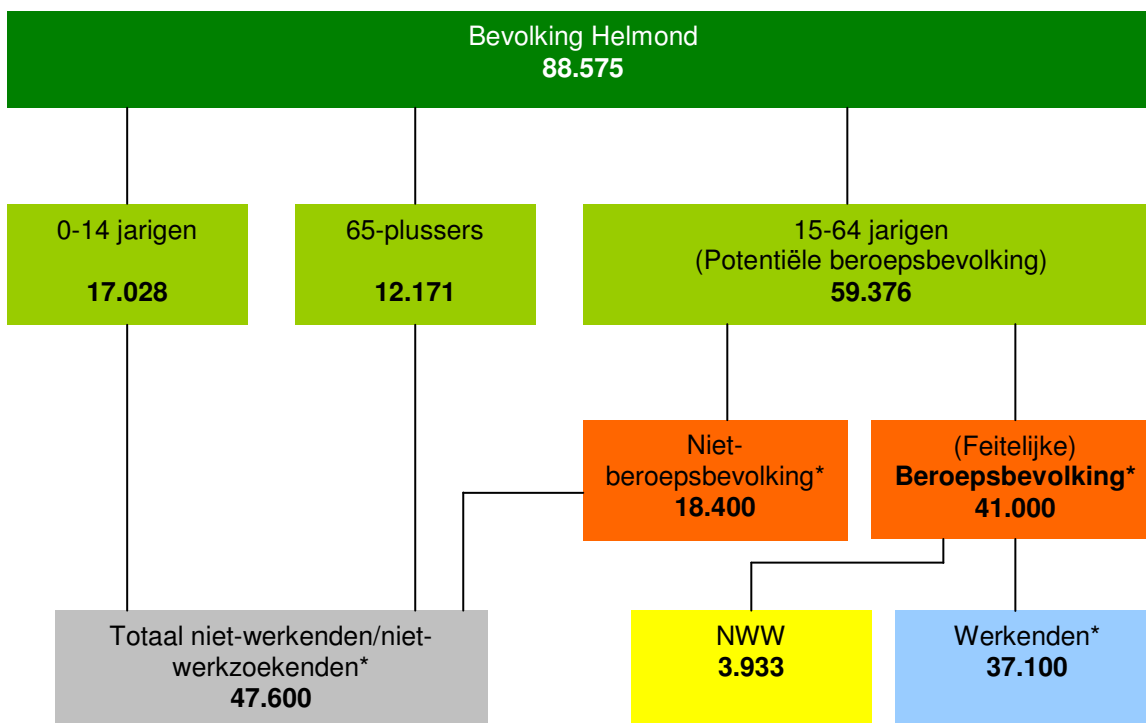 Bevolking Helmond
88.575
0-14 jarigen
17.028
65-plussers
12.171
15-64 jarigen
(Potentiële beroepsbevolking)
59.376
Niet-
beroepsbevolking*
18.400
(Feitelijke)
Beroepsbevolking*
41.000
Totaal niet-werkenden/niet-
werkzoekenden*
47.600
NWW
3.933
Werkenden*
37.100